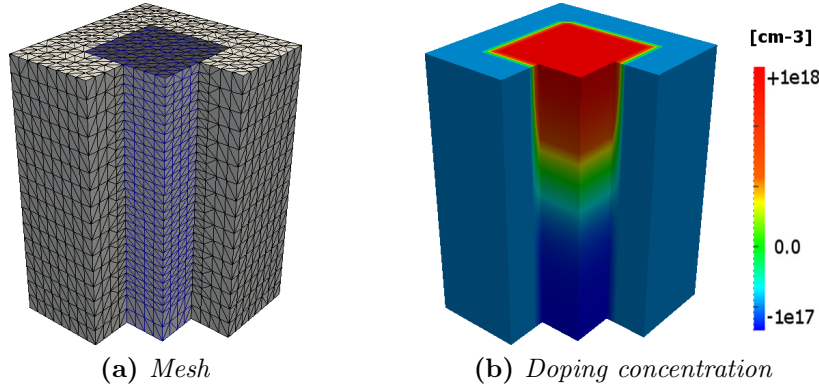 [cm-3]
+1e18
0.0
-1e17
(a) Mesh
(b) Doping concentration